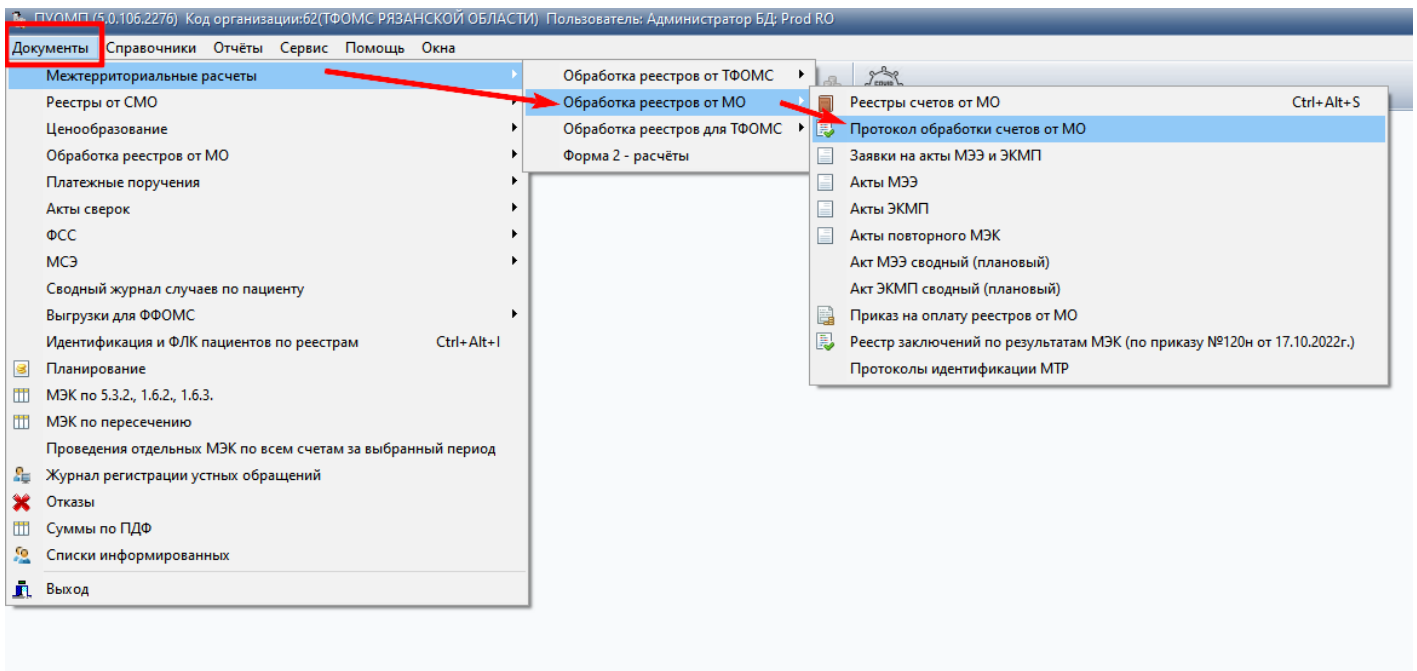 ПУОМП (5.0.106.2276) Код организации:62(ТФОМС РЯЗАНСКОЙ ОБЛАСТИ) Пользователь: Администратор БД: Prod RO
Документы Справочники Отчёты Сервис Помощь Окна
Межтерриториальные расчеты
Реестры от СМО
Ценообразование
Обработка реестров от МО
Платежные поручения
Акты сверок
ФСС
МСЭ
Сводный журнал случаев по пациенту
Выгрузки для ФФОМС
Идентификация и ФЛК пациентов по реестрам Ctrl+Alt+I
Планирование
МЭК по 5.3.2., 1.6.2., 1.6.3.
МЭК по пересечению
Проведения отдельных МЭК по всем счетам за выбранный период
Журнал регистрации устных обращений
Отказы
Суммы по ПДФ
Списки информированных
Выход
Обработка реестров от ТФОМС
Обработка реестров от МО
Обработка реестров для ТФОМС
Форма 2 - расчёты
COVID
Реестры счетов от МО Ctrl+Alt+S
Протокол обработки счетов от МО
Заявки на акты МЭЭ и ЭКМП
Акты МЭЭ
Акты ЭКМП
Акты повторного МЭК
Акт МЭЭ сводный (плановый)
Акт ЭКМП сводный (плановый)
Приказ на оплату реестров от МО
Реестр заключений по результатам МЭК (по приказу №120н от 17.10.2022г.)
Протоколы идентификации МТР